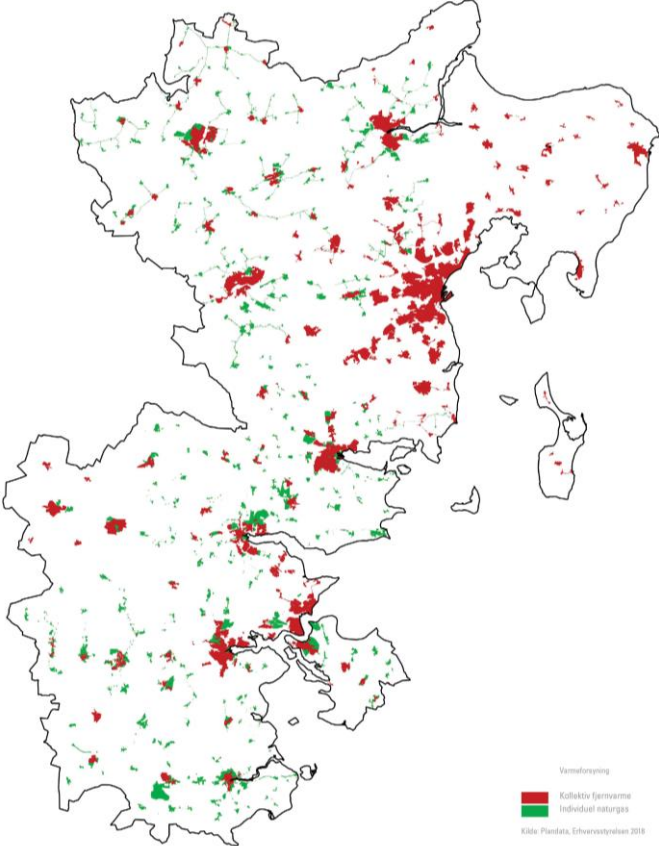 Varmeforsyning
Kollektiv fjernvarme
Individuel naturgas
Kilde: Plandata, Erhvervsstyrelsen 2018